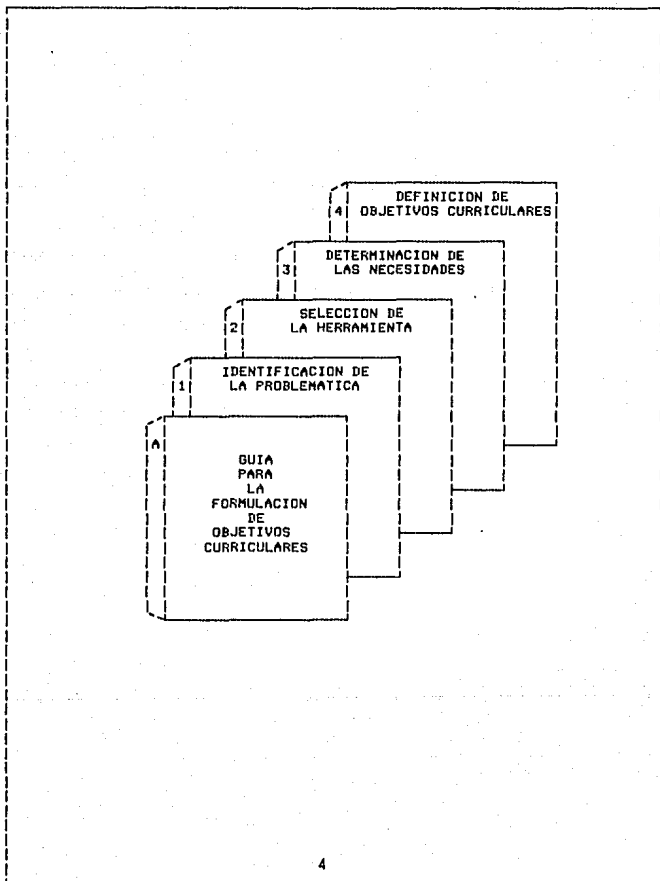 4
DEFINICION DE
OBJETIVOS CURRICULARES
3
DETERMINACION DE
LAS NECESIDADES
2
SELECCION DE
LA HERRAMIENTA
1
IDENTIFICACION DE
LA PROBLEMATICA
A
GUIA
PARA
LA
FORMULACION
DE
OBJETIVOS
CURRICULARES
4